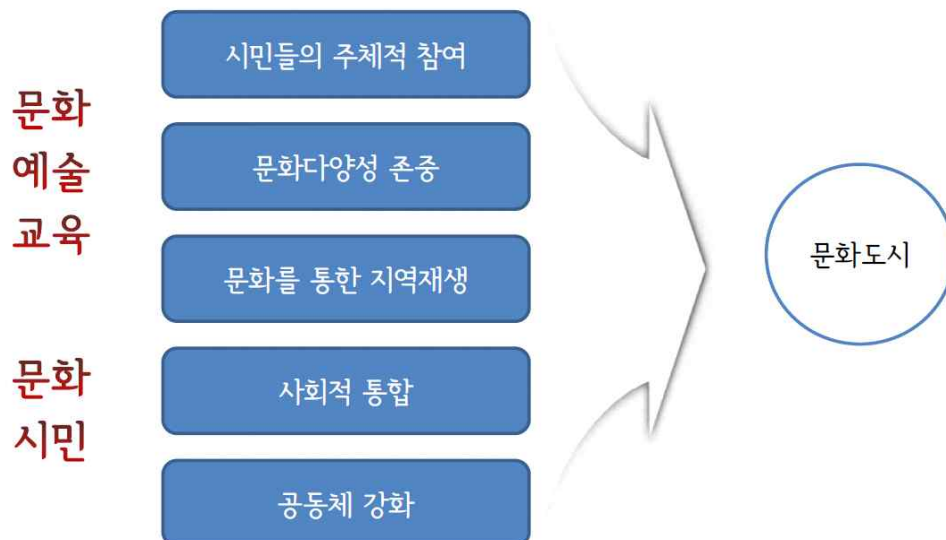 문화
예술
교육
문화
시민
시민들의 주체적 참여
문화다양성 존중
문화를 통한 지역재생
사회적 통합
공동체 강화
문화도시